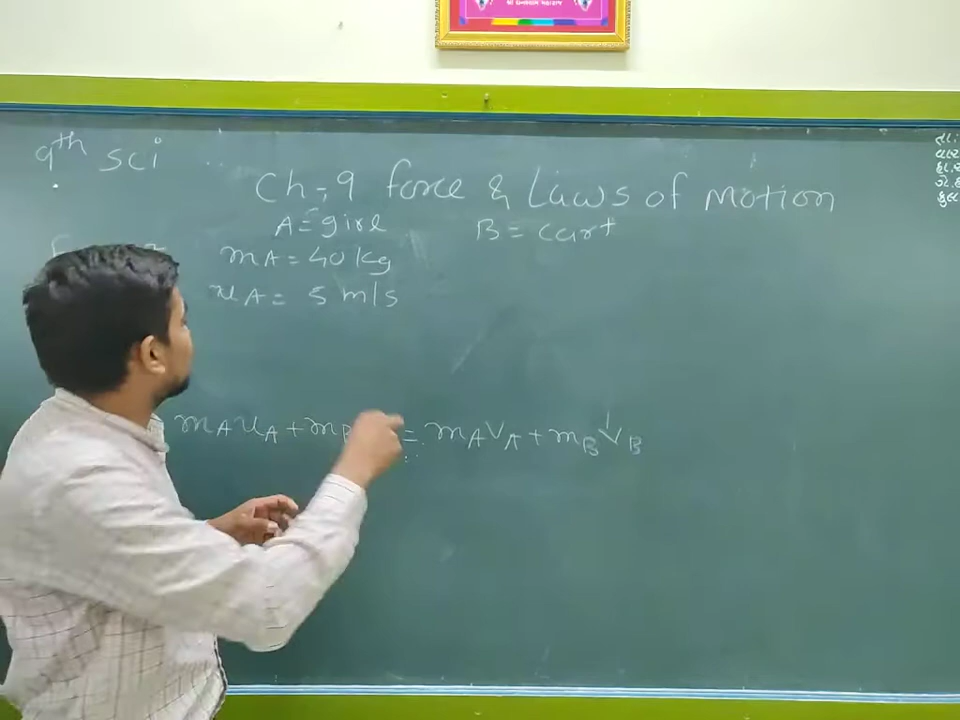 9th sci
Ch-9 force & Laws of Motion
A = girl B = cart
mA = 40 kg
uA = 5 m/s
mAuA + mB = mAVA + mBVB